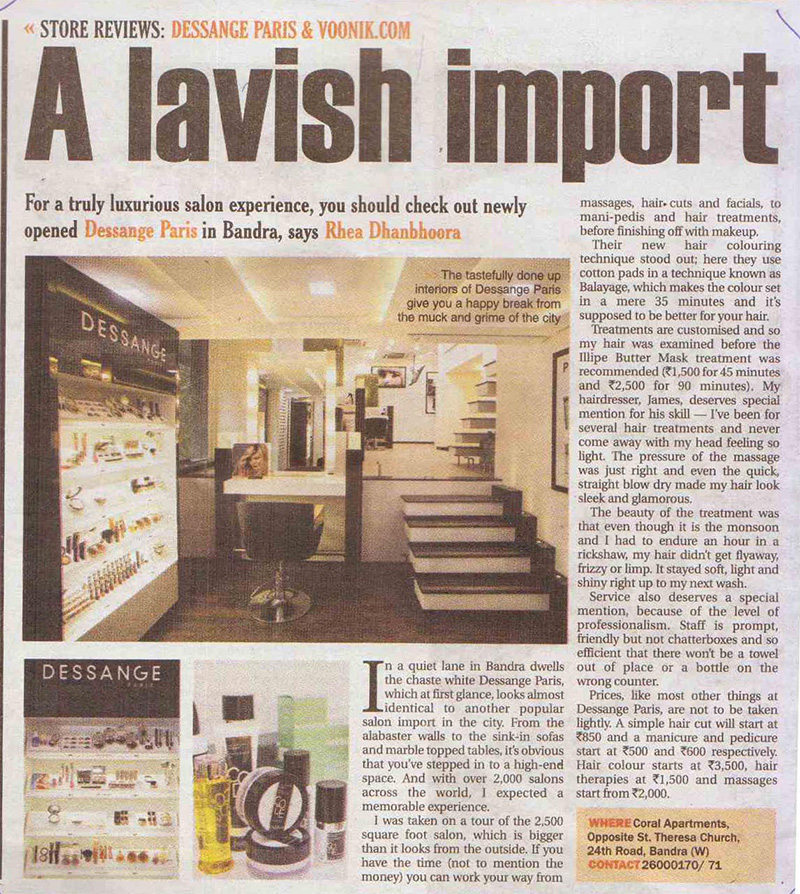 « STORE REVIEWS: DESSANGE PARIS & VOONIK.COM
A lavish import
For a truly luxurious salon experience, you should check out newly
opened Dessange Paris in Bandra, says Rhea Dhanbhoora
The tastefully done up
interiors of Dessange Paris
give you a happy break from
the muck and grime of the city
DESSANGE
DESSANGE
PARIS
In a quiet lane in Bandra dwells
the chaste white Dessange Paris,
which at first glance, looks almost
identical to another popular
salon import in the city. From the
alabaster walls to the sink-in sofas
and marble topped tables, it's obvious
that you've stepped in to a high-end
space. And with over 2,000 salons
across the world, I expected a
memorable experience.
I was taken on a tour of the 2,500
square foot salon, which is bigger
than it looks from the outside. If you
have the time (not to mention the
money) you can work your way from
massages, hair cuts and facials, to
mani-pedis and hair treatments,
before finishing off with makeup.
Their new hair colouring
technique stood out; here they use
cotton pads in a technique known as
Balayage, which makes the colour set
in a mere 35 minutes and it's
supposed to be better for your hair.
Treatments are customised and so
my hair was examined before the
Illipe Butter Mask treatment was
recommended (₹1,500 for 45 minutes
and ₹2,500 for 90 minutes). My
hairdresser, James, deserves special
mention for his skill — I've been for
several hair treatments and never
come away with my head feeling so
light. The pressure of the massage
was just right and even the quick,
straight blow dry made my hair look
sleek and glamorous.
The beauty of the treatment was
that even though it is the monsoon
and I had to endure an hour in a
rickshaw, my hair didn't get flyaway,
frizzy or limp. It stayed soft, light and
shiny right up to my next wash.
Service also deserves a special
mention, because of the level of
professionalism. Staff is prompt,
friendly but not chatterboxes and so
efficient that there won't be a towel
out of place or a bottle on the
wrong counter.
Prices, like most other things at
Dessange Paris, are not to be taken
lightly. A simple hair cut will start at
₹850 and a manicure and pedicure
start at ₹500 and ₹600 respectively.
Hair colour starts at ₹3,500, hair
therapies at ₹1,500 and massages
start from ₹2,000.
WHERE Coral Apartments,
Opposite St. Theresa Church,
24th Road, Bandra (W)
CONTACT 26000170/ 71